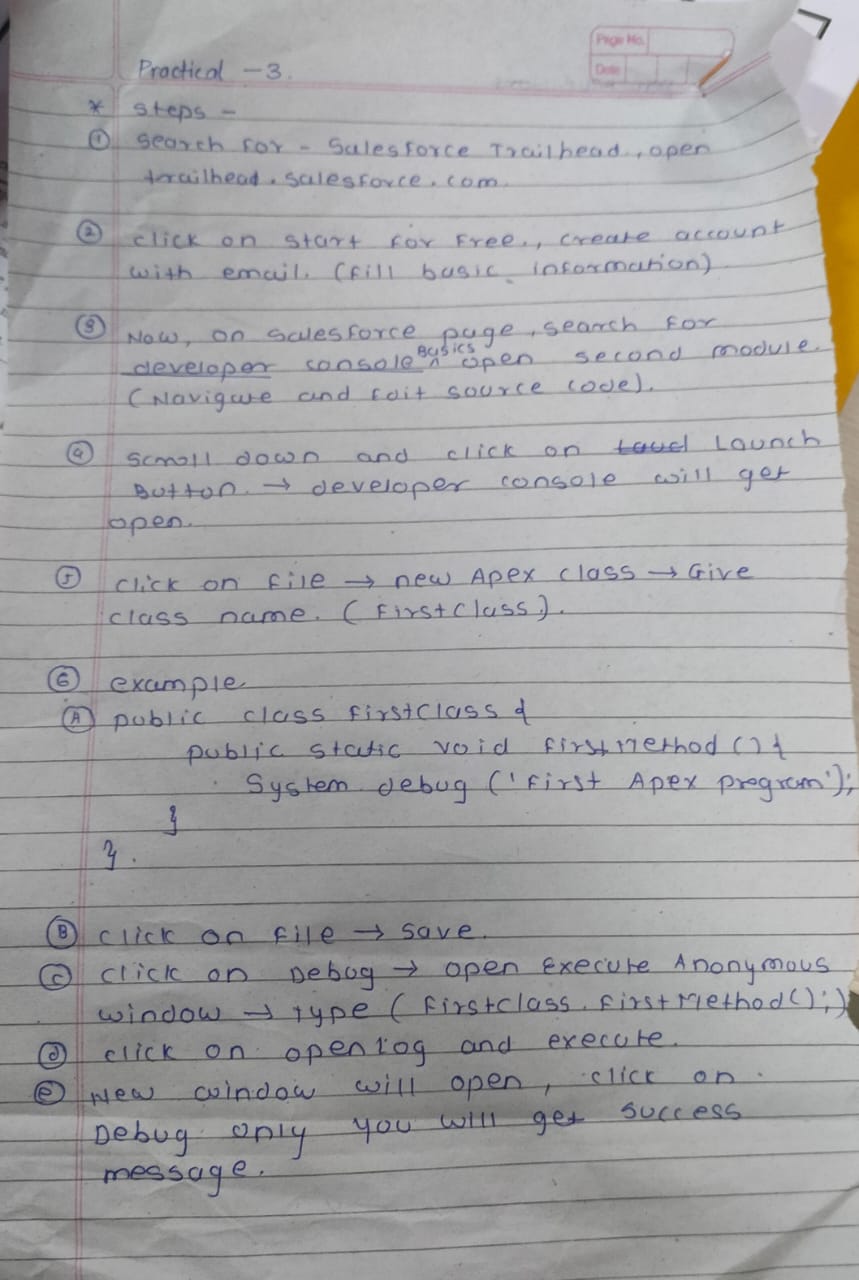 Page No.
Date
Practical - 3.
* steps -
① search for - Salesforce Trailhead., open
trailhead.salesforce.com.
② click on start for free., create account
with email. (fill basic information)
③ Now, on salesforce page, search for
developer console Basics open second module.
(Navigate and Edit source code).
④ scroll down and click on Launch
Button. → developer console will get
open.
⑤ click on file → new Apex class → Give
class name. (FirstClass).
⑥ example
Ⓐ public class firstClass {
public static void firstMethod () {
System.debug ('First Apex program');
}
}.
Ⓑ click on file → save.
Ⓒ click on Debug → open Execute Anonymous
window → type (Firstclass.firstMethod();)
ⓓ click on open log and execute.
ⓔ New window will open, click on
Debug only you will get success
message.